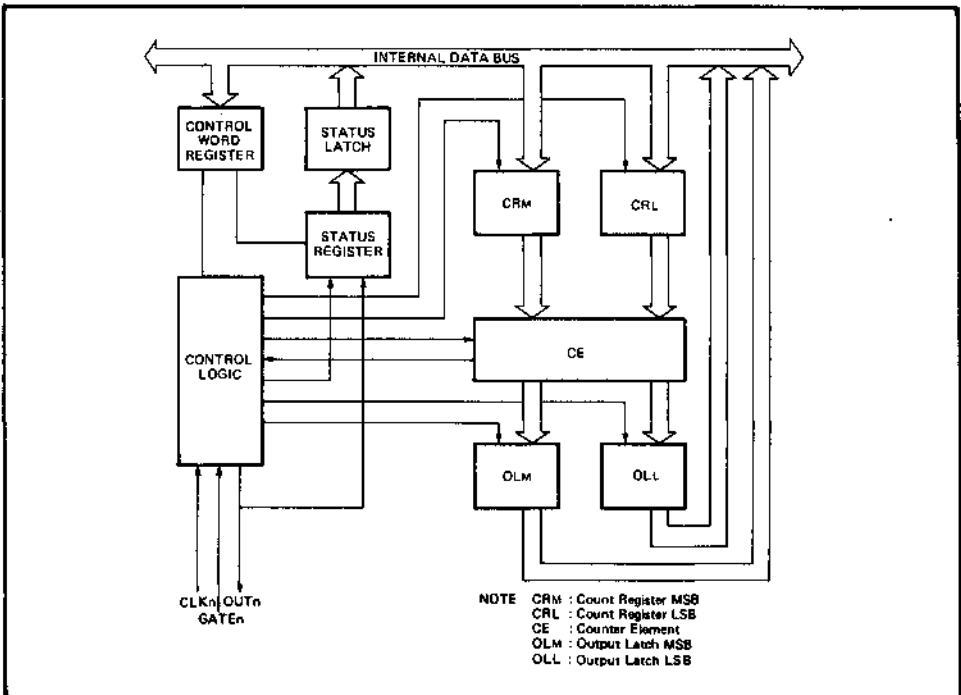 INTERNAL DATA BUS
CONTROL
WORD
REGISTER
STATUS
LATCH
STATUS
REGISTER
CONTROL
LOGIC
CRM
CRL
CE
OLM
OLL
CLKn OUTn
GATEn
NOTE CRM : Count Register MSB
CRL : Count Register LSB
CE : Counter Element
OLM : Output Latch MSB
OLL : Output Latch LSB